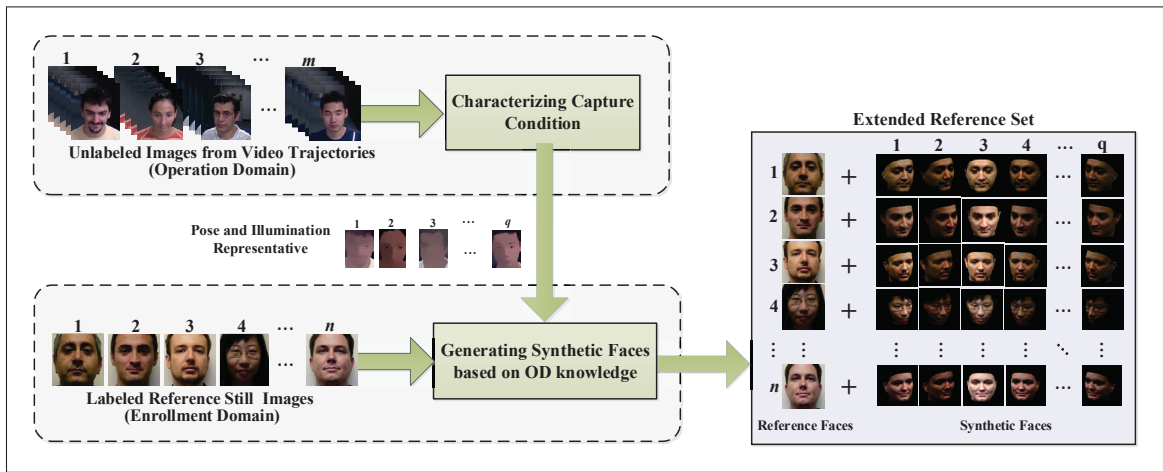 1 2 3 ... m
Characterizing Capture
Condition
Unlabeled Images from Video Trajectories
(Operation Domain)
Pose and Illumination
Representative
1 2 3 ... q
...
1 2 3 4 ... n
...
Generating Synthetic Faces
based on OD knowledge
Labeled Reference Still Images
(Enrollment Domain)
Extended Reference Set
1 2 3 4 ... q
1 + ...
2 + ...
3 + ...
4 + ...
⋮ ⋮ ⋮ ⋮ ⋮ ⋮ ⋱ ⋮
n + ...
Reference Faces Synthetic Faces